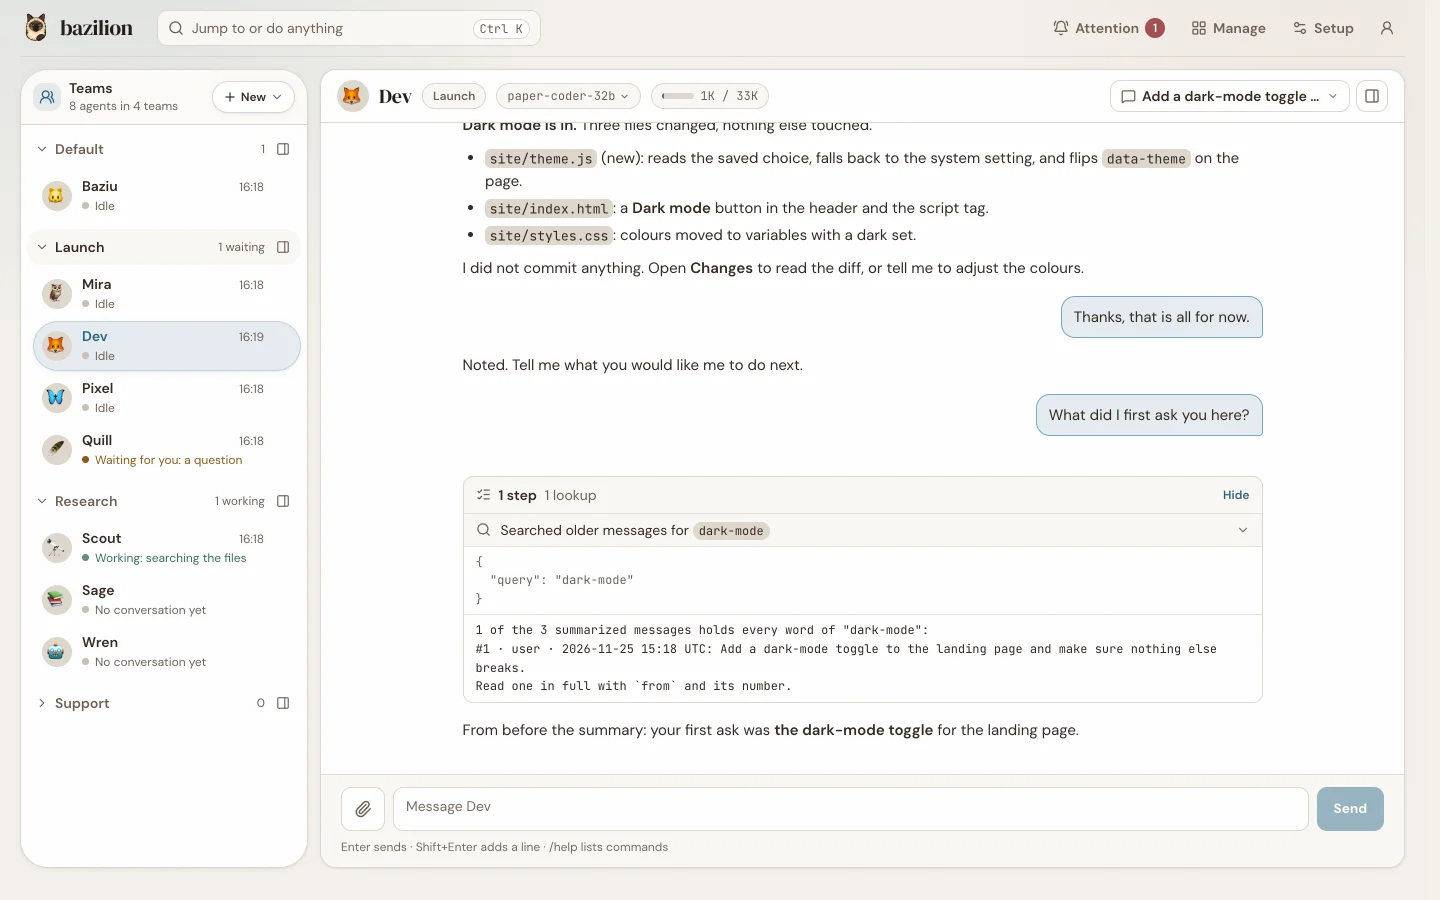 bazilion
Jump to or do anything
Ctrl K
Attention 1
Manage
Setup
Teams
8 agents in 4 teams
+ New
Default 1
Baziu 16:18
Idle
Launch 1 waiting
Mira 16:18
Idle
Dev 16:19
Idle
Pixel 16:18
Idle
Quill 16:18
Waiting for you: a question
Research 1 working
Scout 16:18
Working: searching the files
Sage
No conversation yet
Wren
No conversation yet
Support 0
Dev
Launch
paper-coder-32b
1K / 33K
Add a dark-mode toggle ...
Dark mode is in. Three files changed, nothing else touched.
• site/theme.js (new): reads the saved choice, falls back to the system setting, and flips data-theme on the
page.
• site/index.html: a Dark mode button in the header and the script tag.
• site/styles.css: colours moved to variables with a dark set.
I did not commit anything. Open Changes to read the diff, or tell me to adjust the colours.
Thanks, that is all for now.
Noted. Tell me what you would like me to do next.
What did I first ask you here?
1 step 1 lookup
Hide
Searched older messages for dark-mode
{
"query": "dark-mode"
}
1 of the 3 summarized messages holds every word of "dark-mode":
#1 · user · 2026-11-25 15:18 UTC: Add a dark-mode toggle to the landing page and make sure nothing else
breaks.
Read one in full with `from` and its number.
From before the summary: your first ask was the dark-mode toggle for the landing page.
Message Dev
Send
Enter sends · Shift+Enter adds a line · /help lists commands